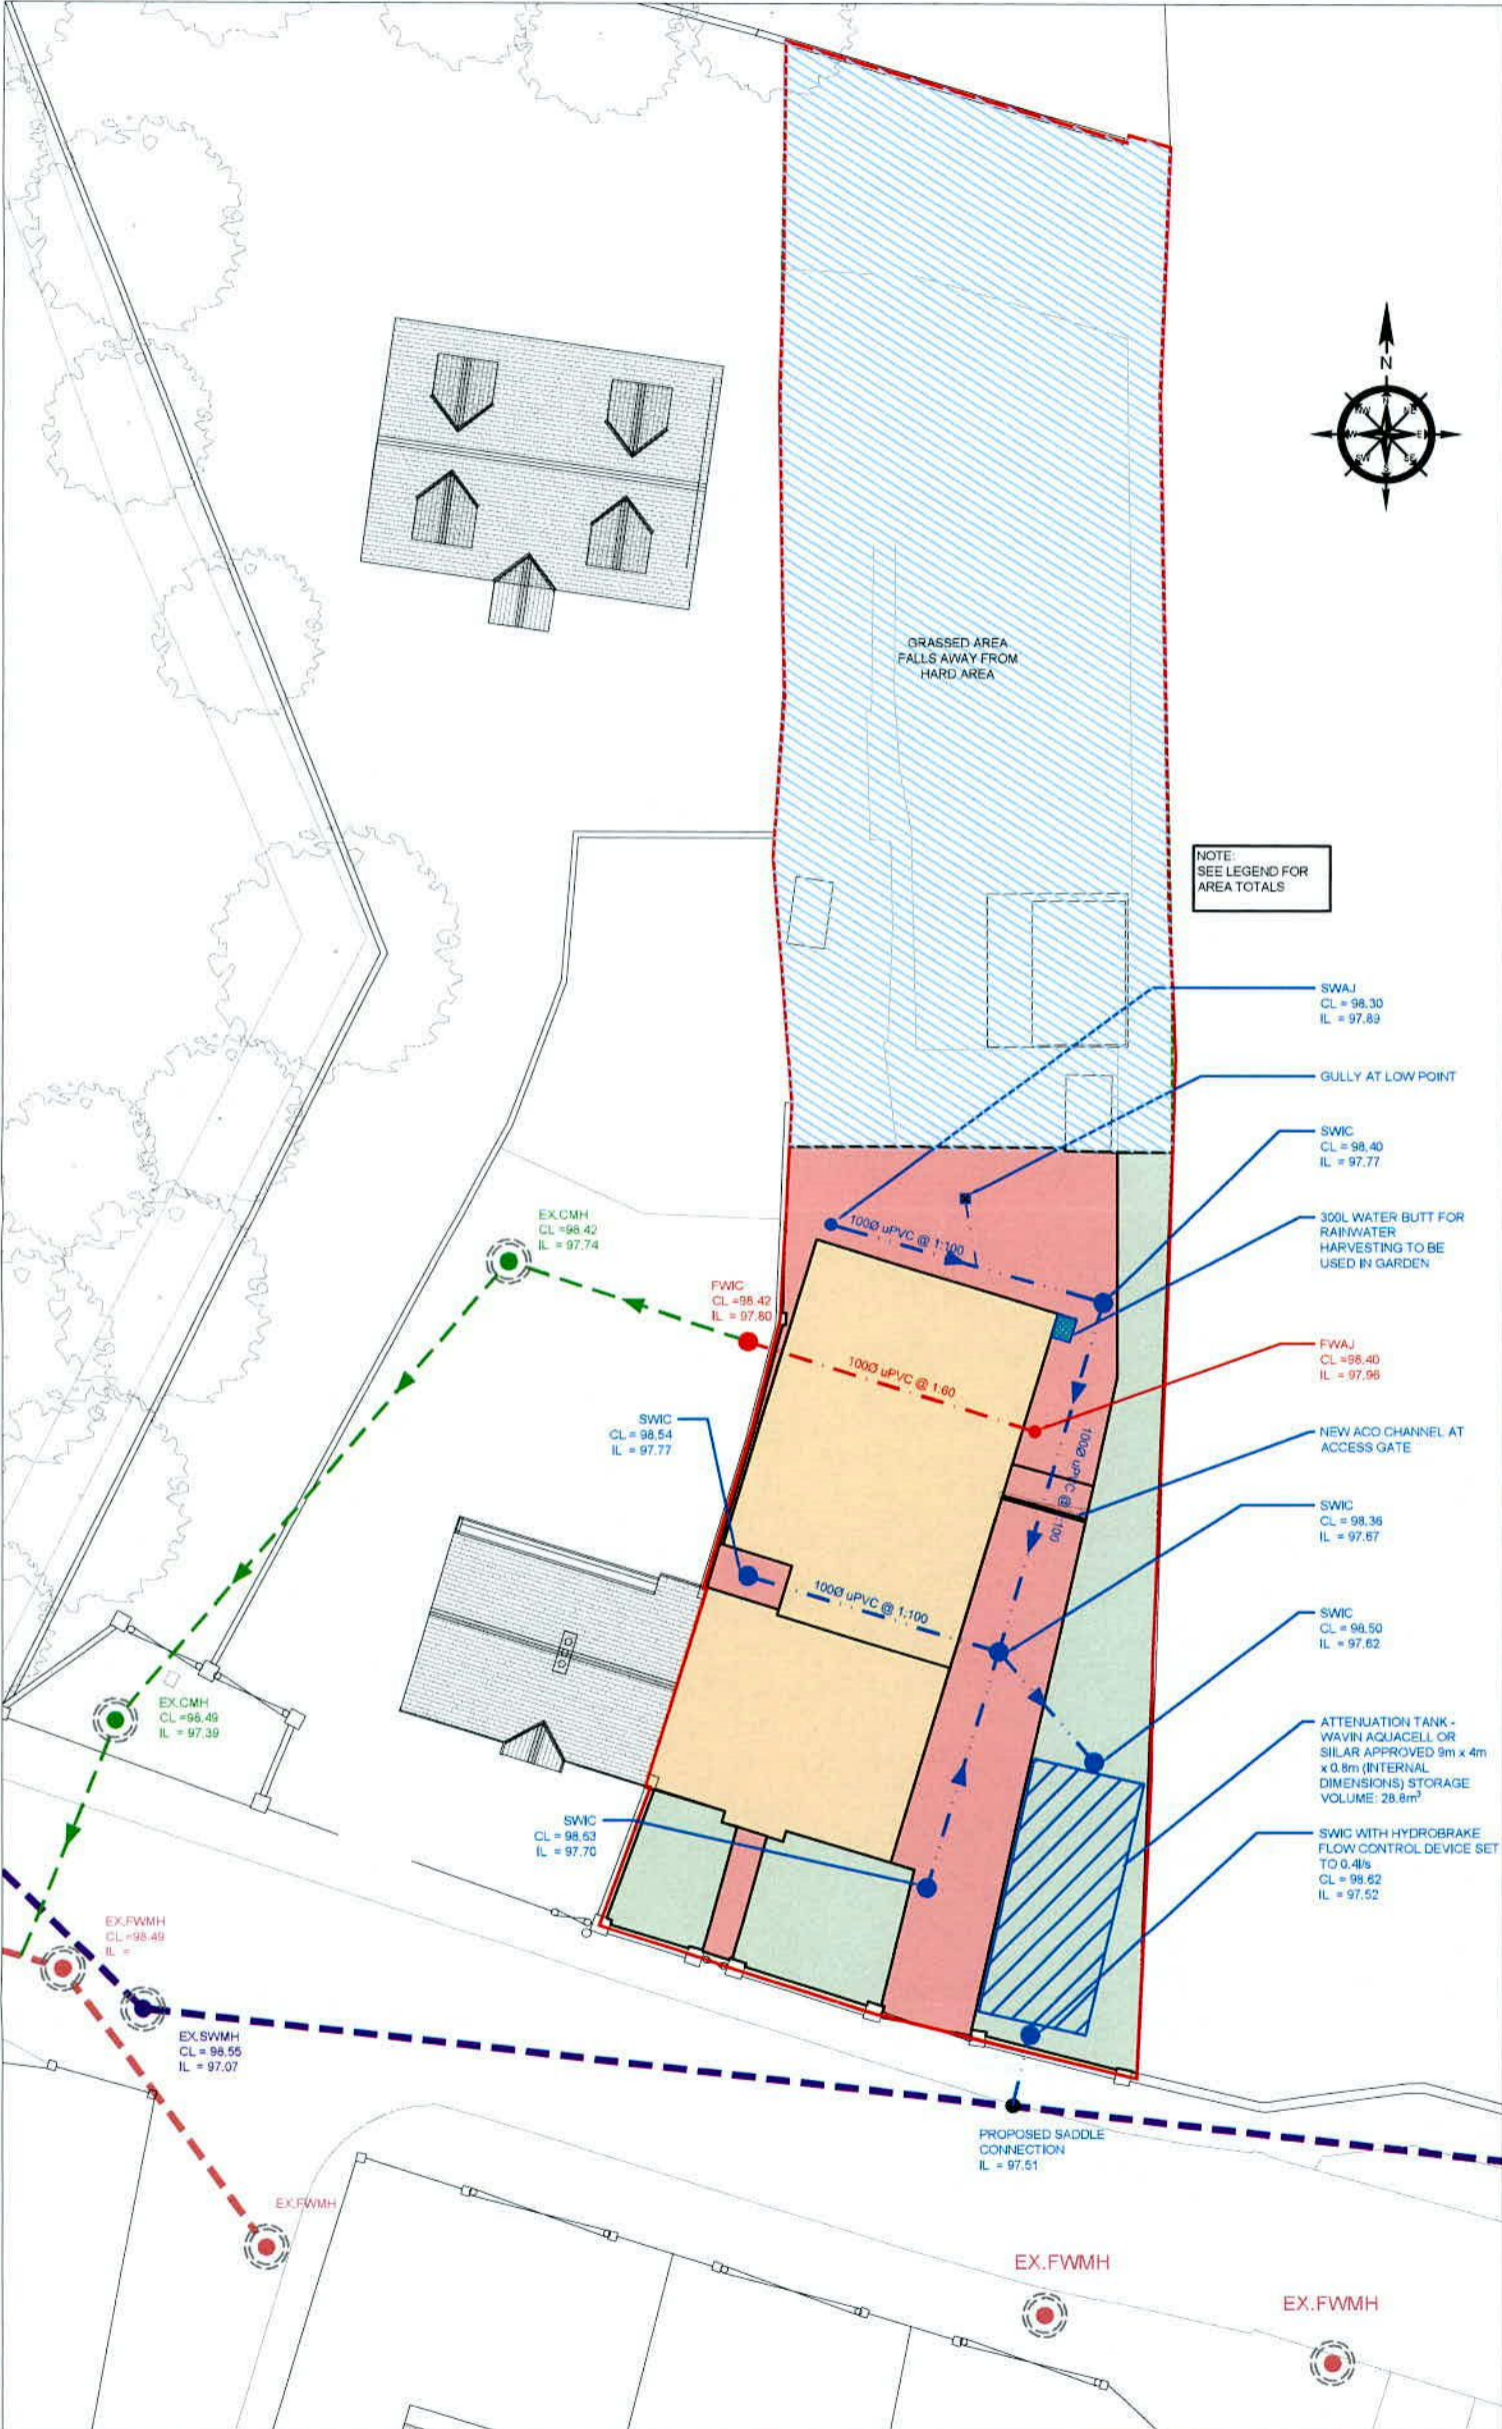 N
N
NE
E
SE
S
SW
W
NW
GRASSED AREA
FALLS AWAY FROM
HARD AREA
NOTE:
SEE LEGEND FOR
AREA TOTALS
SWAJ
CL = 98.30
IL = 97.89
GULLY AT LOW POINT
SWIC
CL = 98.40
IL = 97.77
300L WATER BUTT FOR
RAINWATER
HARVESTING TO BE
USED IN GARDEN
EX.CMH
CL =98.42
IL = 97.74
100Ø uPVC @ 1:100
FWIC
CL =98.42
IL = 97.80
100Ø uPVC @ 1:60
FWAJ
CL =98.40
IL = 97.96
SWIC
CL = 98.54
IL = 97.77
NEW ACO CHANNEL AT
ACCESS GATE
100Ø uPVC @ 1:100
SWIC
CL = 98.36
IL = 97.67
100Ø uPVC @ 1:100
SWIC
CL = 98.50
IL = 97.62
EX.CMH
CL =98.49
IL = 97.39
ATTENUATION TANK -
WAVIN AQUACELL OR
SIILAR APPROVED 9m x 4m
x 0.8m (INTERNAL
DIMENSIONS) STORAGE
VOLUME: 28.8m³
SWIC
CL = 98.63
IL = 97.70
SWIC WITH HYDROBRAKE
FLOW CONTROL DEVICE SET
TO 0.4l/s
CL = 98.62
IL = 97.52
EX.FWMH
CL =98.49
IL =
EX.SWMH
CL = 98.55
IL = 97.07
PROPOSED SADDLE
CONNECTION
IL = 97.51
EX.FWMH
EX.FWMH
EX.FWMH